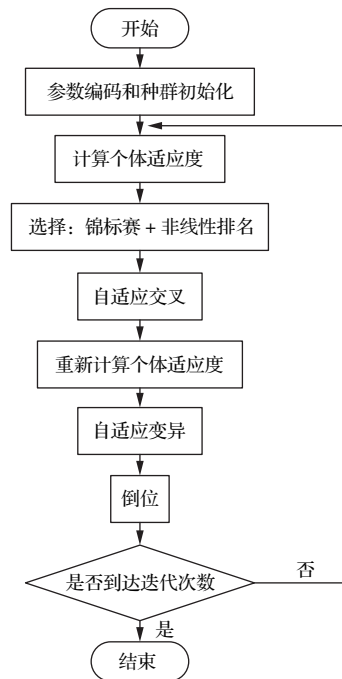 开始
参数编码和种群初始化
计算个体适应度
选择：锦标赛 + 非线性排名
自适应交叉
重新计算个体适应度
自适应变异
倒位
是否到达迭代次数
否
是
结束